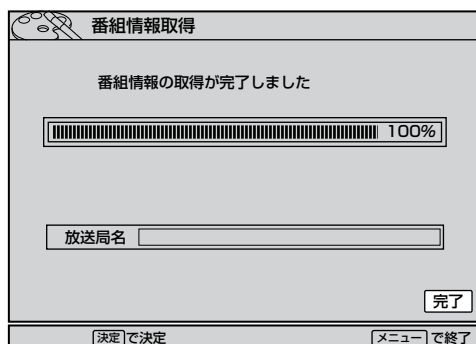 番組情報取得
番組情報の取得が完了しました
100%
放送局名
完了
決定で決定
メニューで終了